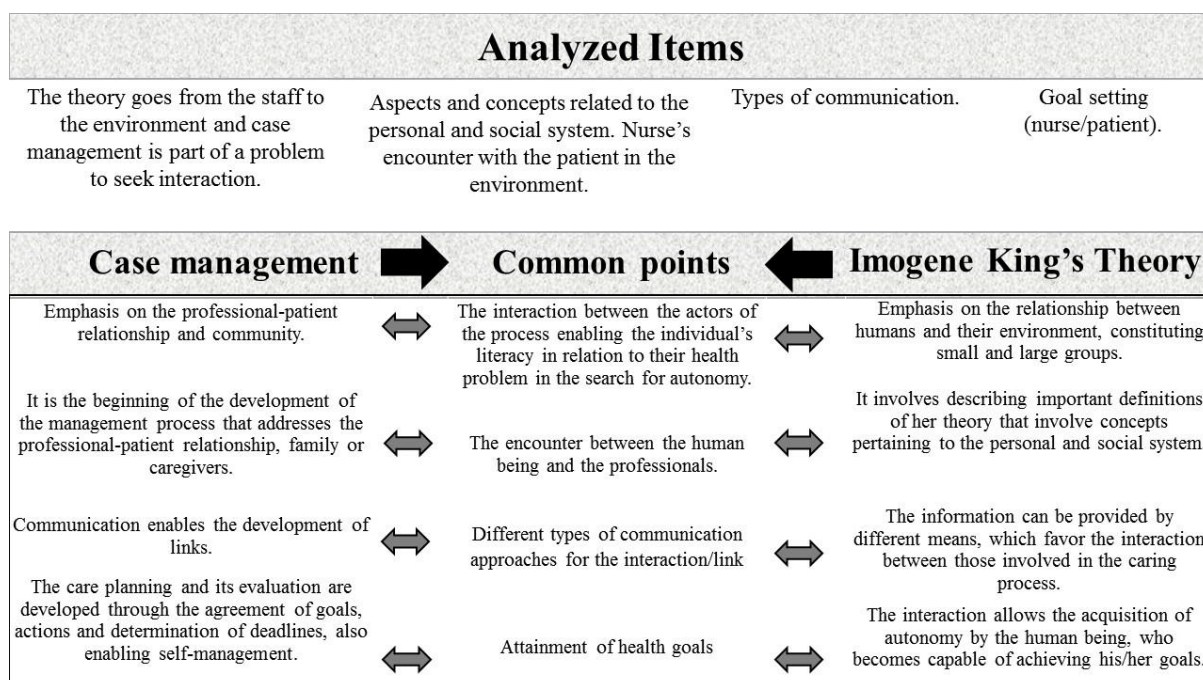 Analyzed Items
The theory goes from the staff to
the environment and case
management is part of a problem
to seek interaction.
Aspects and concepts related to the
personal and social system. Nurse's
encounter with the patient in the
environment.
Types of communication.
Goal setting
(nurse/patient).
Case management
Common points
Imogene King's Theory
Emphasis on the professional-patient
relationship and community.
The interaction between the actors of
the process enabling the individual's
literacy in relation to their health
problem in the search for autonomy.
Emphasis on the relationship between
humans and their environment, constituting
small and large groups.
It is the beginning of the development of
the management process that addresses the
professional-patient relationship, family or
caregivers.
The encounter between the human
being and the professionals.
It involves describing important definitions
of her theory that involve concepts
pertaining to the personal and social system
Communication enables the development of
links.
Different types of communication
approaches for the interaction/link
The information can be provided by
different means, which favor the interaction
between those involved in the caring
process.
The care planning and its evaluation are
developed through the agreement of goals,
actions and determination of deadlines, also
enabling self-management.
Attainment of health goals
The interaction allows the acquisition of
autonomy by the human being, who
becomes capable of achieving his/her goals.